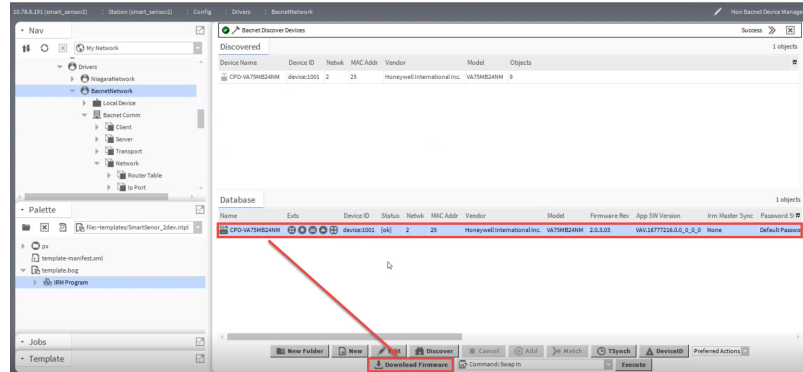 10.78.8.191 (smart_sensor2) : Station (smart_sensor2) : Config : Drivers : BacnetNetwork
Hon Bacnet Device Manager
Nav
My Network
Drivers
NiagaraNetwork
BacnetNetwork
Local Device
Bacnet Comm
Client
Server
Transport
Network
Router Table
Ip Port
Palette
file:~templates/SmartSenor_2dev.ntpl
px
template-manifest.xml
template.bog
IRM Program
Jobs
Template
Bacnet Discover Devices
Success
Discovered
1 objects
Device Name Device ID Netwk MAC Addr Vendor Model Objects
CPO-VA75MB24NM device:1001 2 25 Honeywell International Inc. VA75MB24NM 9
Database
1 objects
Name Exts Device ID Status Netwk MAC Addr Vendor Model Firmware Rev App SW Version Irm Master Sync Password St
CPO-VA75MB24NM device:1001 {ok} 2 25 Honeywell International Inc. VA75MB24NM 2.0.3.03 VAV.16777216.0.0_0_0_0 None Default Passwo
New Folder New Edit Discover Cancel Add Match TSynch DeviceID Preferred Actions
Download Firmware Command: Swap In Execute